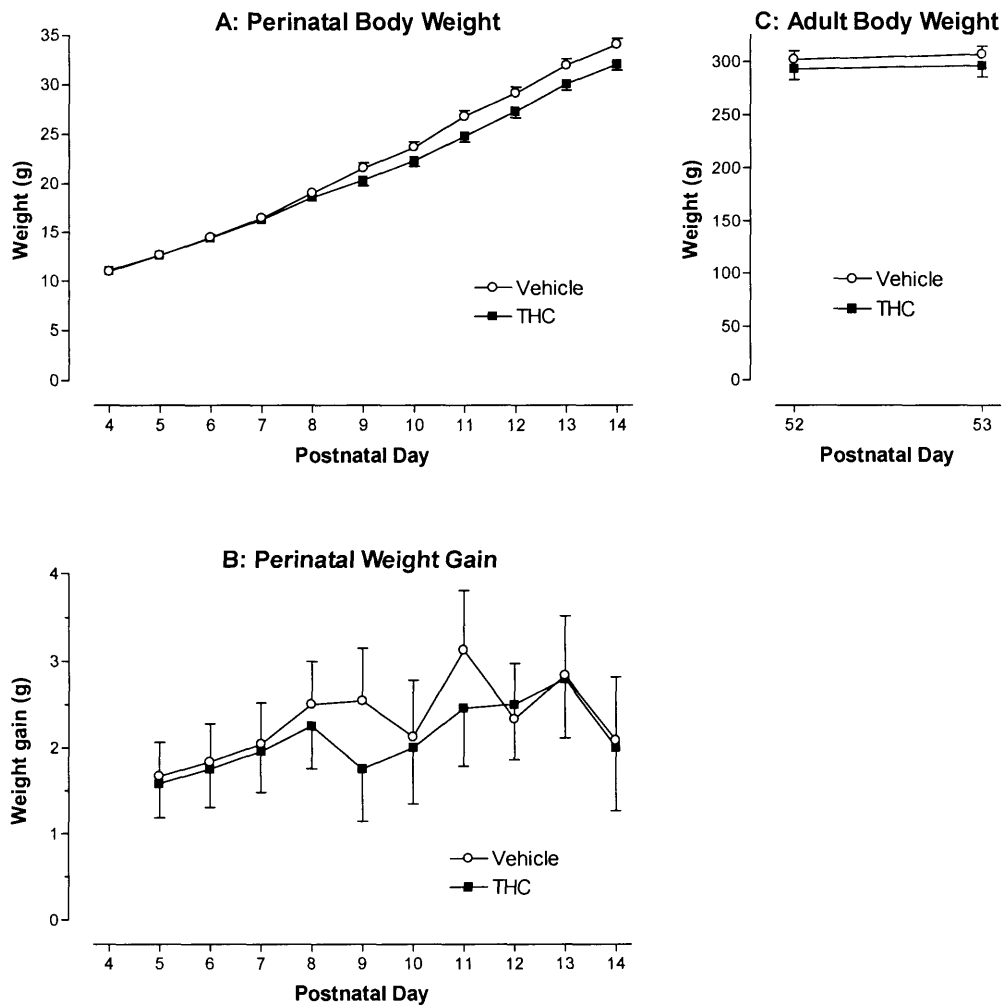 A: Perinatal Body Weight
35
30
25
20
15
10
5
0
Weight (g)
Vehicle
THC
4 5 6 7 8 9 10 11 12 13 14
Postnatal Day
C: Adult Body Weight
300
250
200
150
100
50
0
Weight (g)
Vehicle
THC
52 53
Postnatal Day
B: Perinatal Weight Gain
4
3
2
1
0
Weight gain (g)
Vehicle
THC
4 5 6 7 8 9 10 11 12 13 14
Postnatal Day